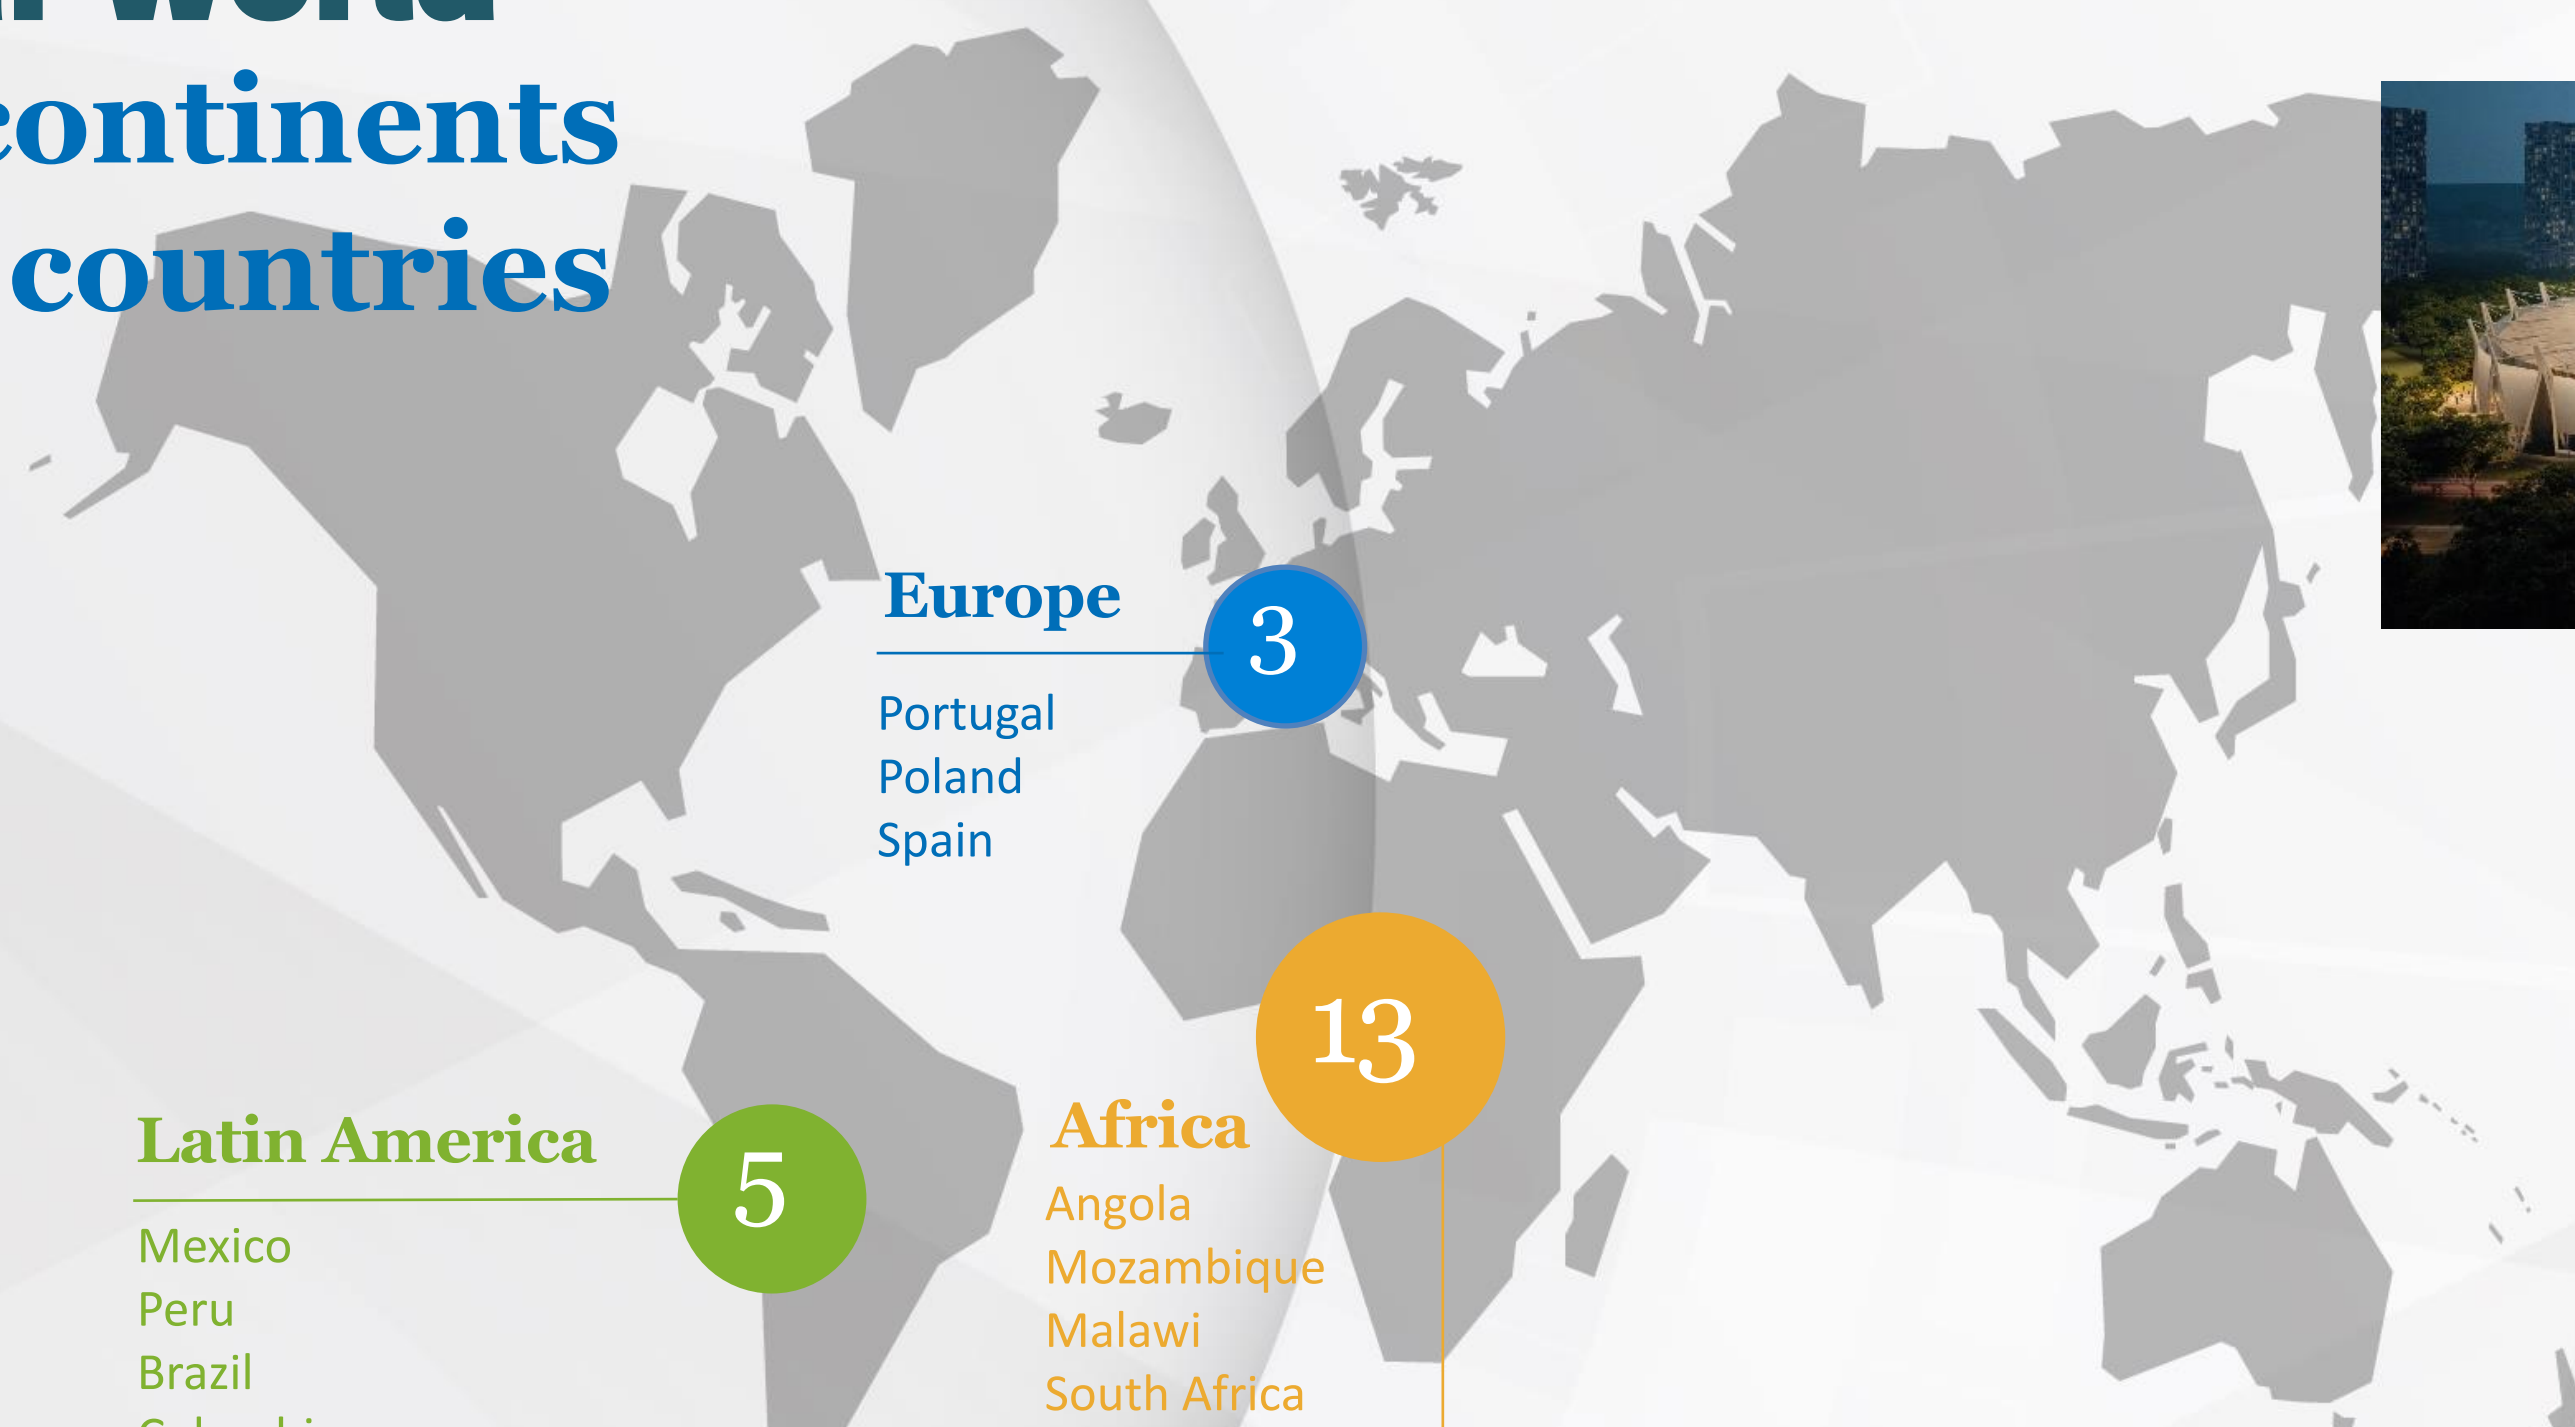 world
continents
countries
Europe
3
Portugal
Poland
Spain
13
Africa
Latin America
5
Angola
Mozambique
Malawi
South Africa
Mexico
Peru
Brazil